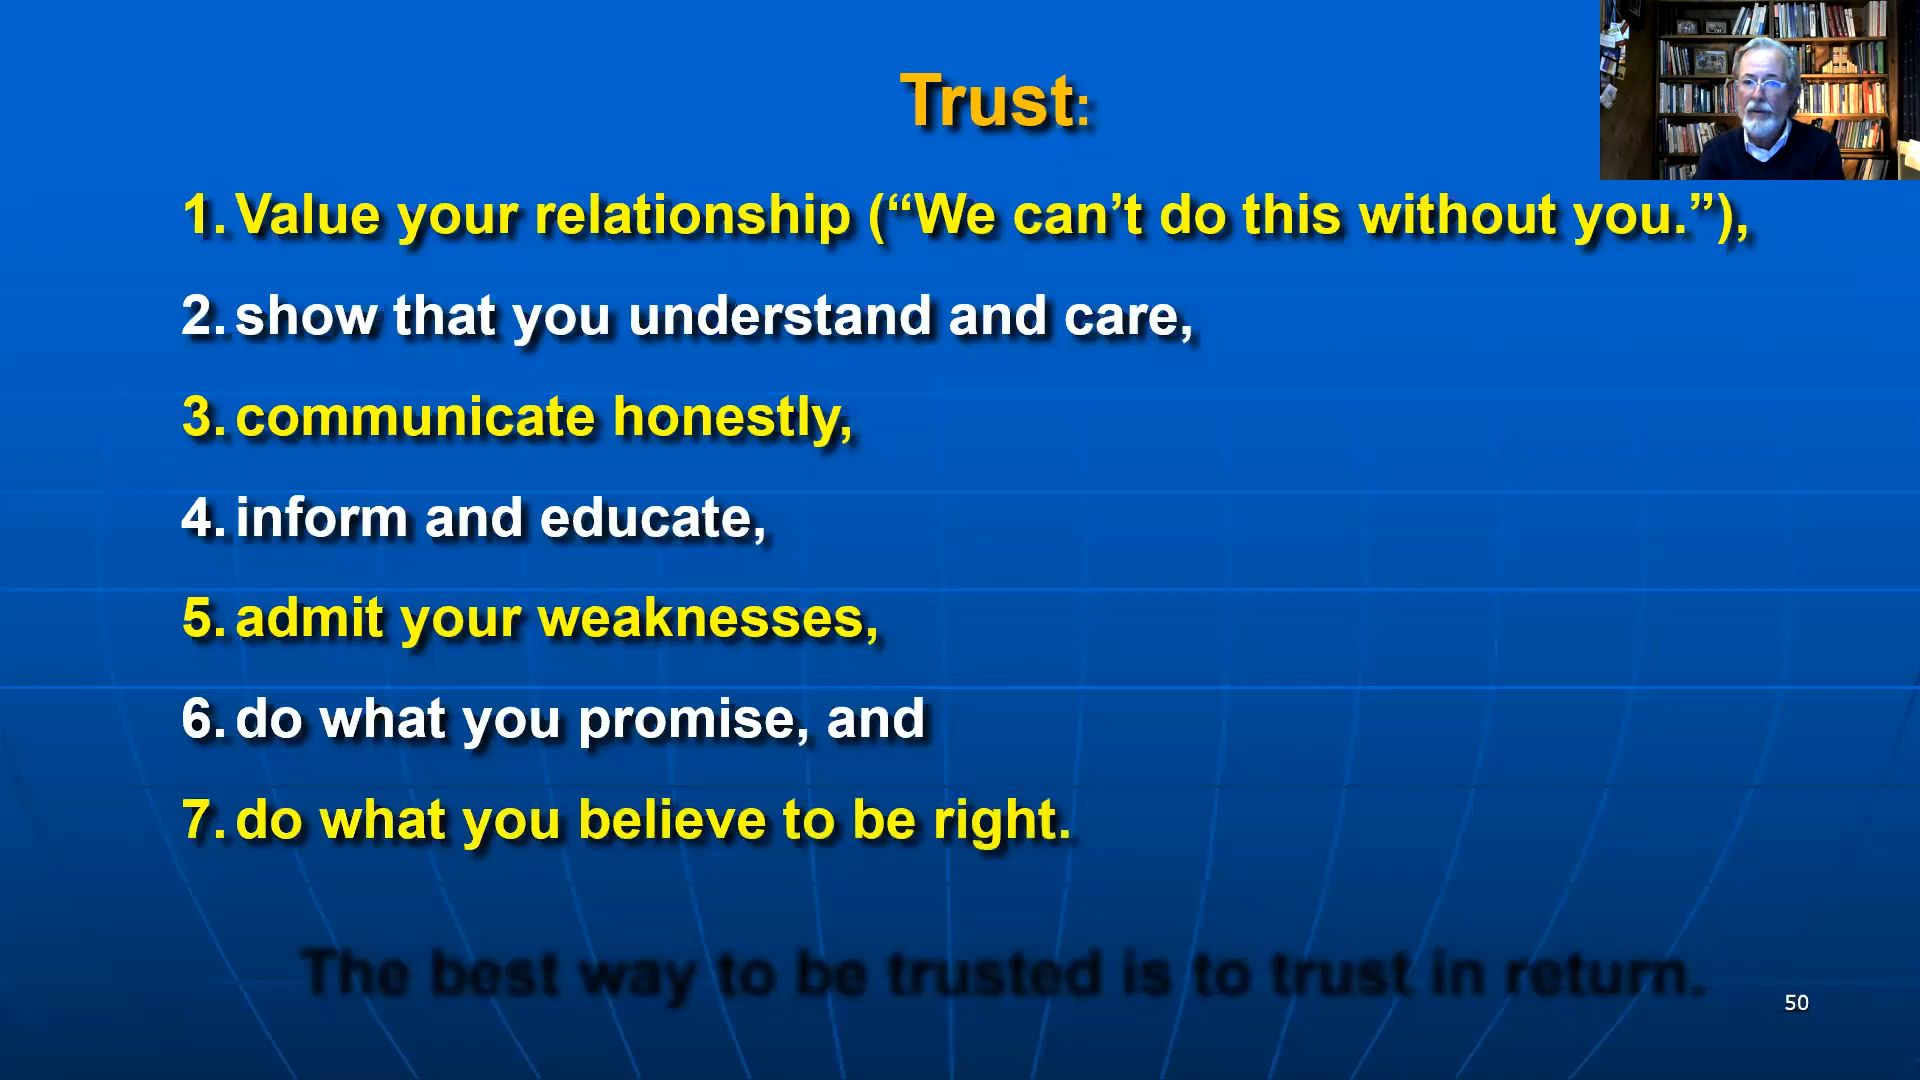 Trust:
1. Value your relationship (“We can’t do this without you.”),
2. show that you understand and care,
3. communicate honestly,
4. inform and educate,
5. admit your weaknesses,
6. do what you promise, and
7. do what you believe to be right.
The best way to be trusted is to trust in return.
50